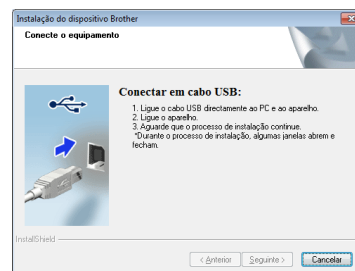 Instalação do dispositivo Brother
Conecte o equipamento
Conectar em cabo USB:
1. Ligue o cabo USB directamente ao PC e ao aparelho.
2. Ligue o aparelho.
3. Aguarde que o processo de instalação continue.
*Durante o processo de instalação, algumas janelas abrem e
fecham.
InstallShield
< Anterior
Seguinte >
Cancelar